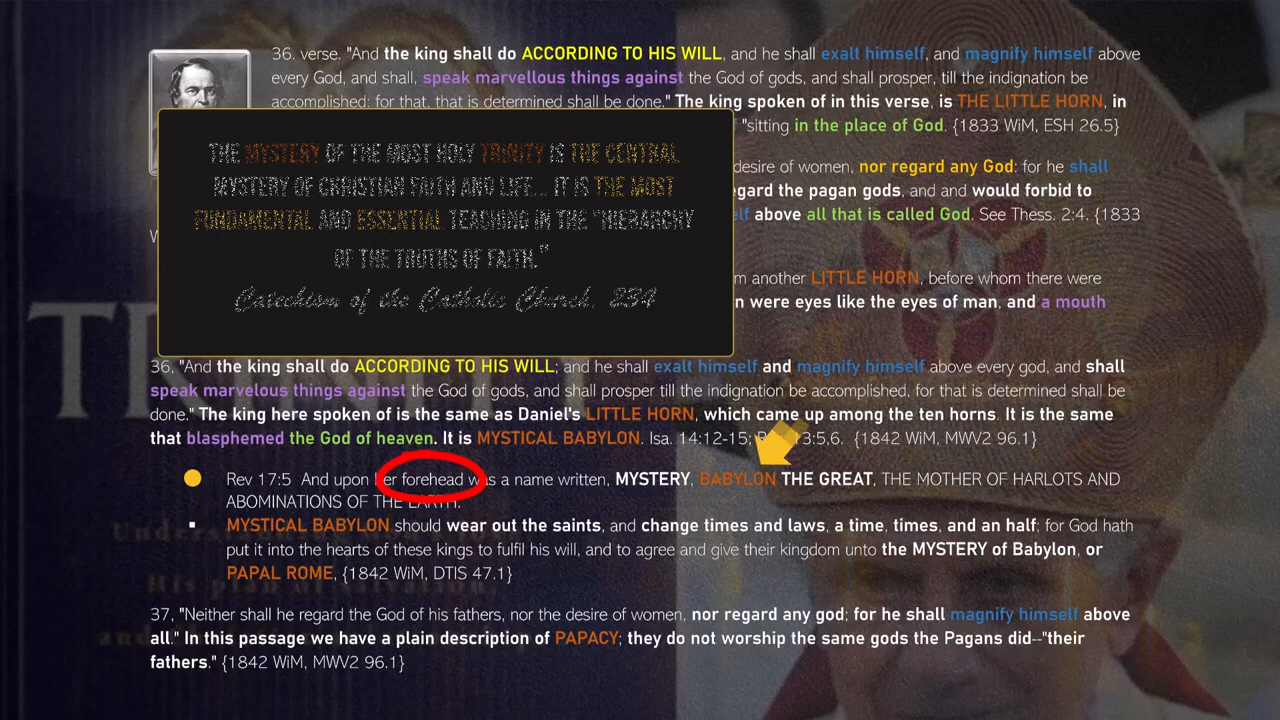 36. verse. "And the king shall do ACCORDING TO HIS WILL, and he shall exalt himself, and magnify himself above
every God, and shall, speak marvellous things against the God of gods, and shall prosper, till the indignation be
accomplished: for that, that is determined shall be done." The king spoken of in this verse, is THE LITTLE HORN, in
"sitting in the place of God. {1833 WiM, ESH 26.5}
desire of women, nor regard any God: for he shall
regard the pagan gods, and and would forbid to
above all that is called God. See Thess. 2:4. {1833
W
another LITTLE HORN, before whom there were
were eyes like the eyes of man, and a mouth
THE MYSTERY OF THE MOST HOLY TRINITY IS THE CENTRAL
MYSTERY OF CHRISTIAN FAITH AND LIFE... IT IS THE MOST
FUNDAMENTAL AND ESSENTIAL TEACHING IN THE "HIERARCHY
OF THE TRUTHS OF FAITH."
Catechism of the Catholic Church, 234
36, "And the king shall do ACCORDING TO HIS WILL; and he shall exalt himself and magnify himself above every god, and shall
speak marvelous things against the God of gods, and shall prosper till the indignation be accomplished, for that is determined shall be
done." The king here spoken of is the same as Daniel's LITTLE HORN, which came up among the ten horns. It is the same
that blasphemed the God of heaven. It is MYSTICAL BABYLON. Isa. 14:12-15; 13:5,6. {1842 WiM, MWV2 96.1}
Rev 17:5 And upon her forehead was a name written, MYSTERY, BABYLON THE GREAT, THE MOTHER OF HARLOTS AND
ABOMINATIONS OF THE EARTH.
MYSTICAL BABYLON should wear out the saints, and change times and laws, a time, times, and an half; for God hath
put it into the hearts of these kings to fulfil his will, and to agree and give their kingdom unto the MYSTERY of Babylon, or
PAPAL ROME, {1842 WiM, DTIS 47.1}
37, "Neither shall he regard the God of his fathers, nor the desire of women, nor regard any god; for he shall magnify himself above
all." In this passage we have a plain description of PAPACY; they do not worship the same gods the Pagans did--"their
fathers." {1842 WiM, MWV2 96.1}